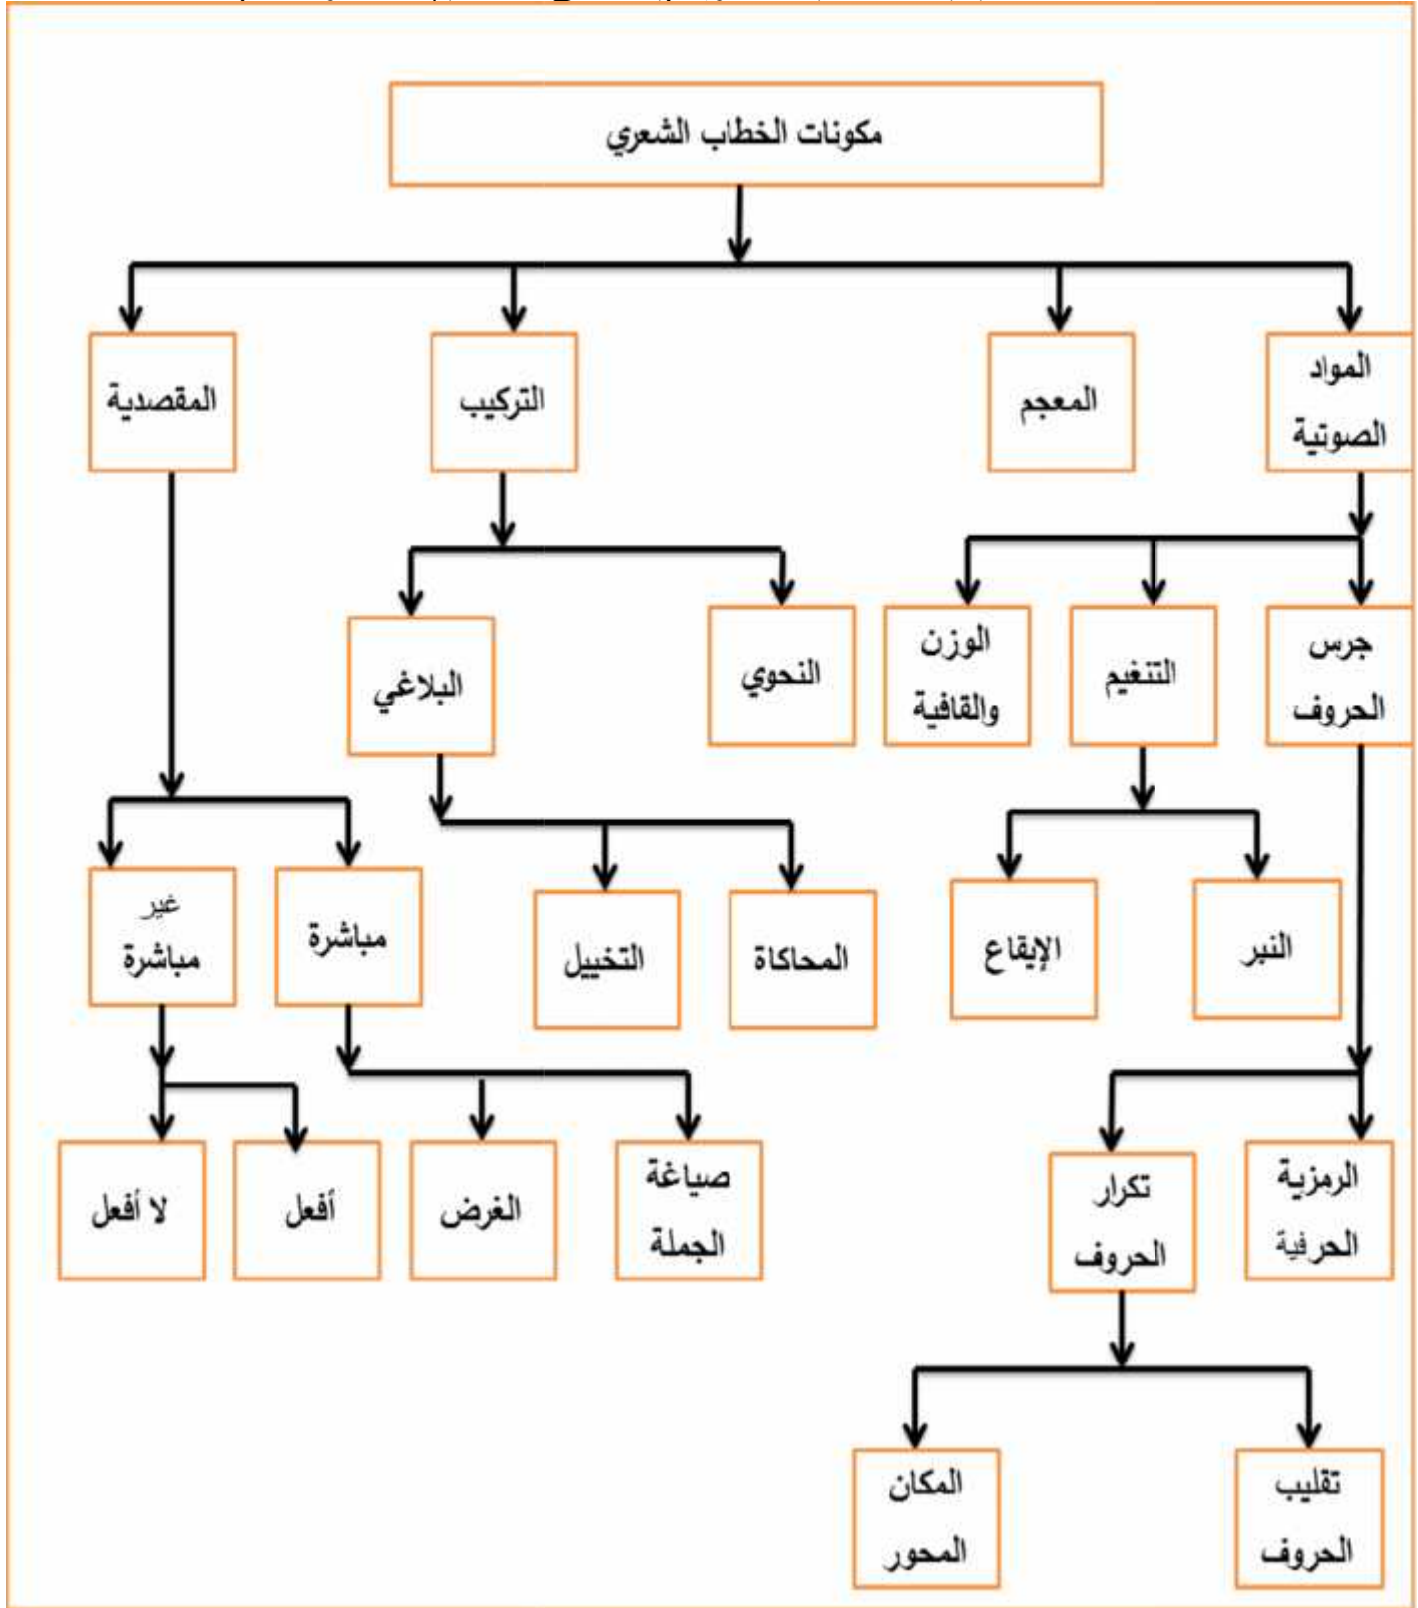 مكونات الخطاب الشعري
المواد
الصوتية
المعجم
التركيب
المقصدية
جرس
الحروف
التنغيم
الوزن
والقافية
النحوي
البلاغي
النبر
الإيقاع
المحاكاة
التخييل
مباشرة
غير
مباشرة
الرمزية
الحرفية
تكرار
الحروف
صياغة
الجملة
الغرض
أفعل
لا أفعل
تقليب
الحروف
المكان
المحور